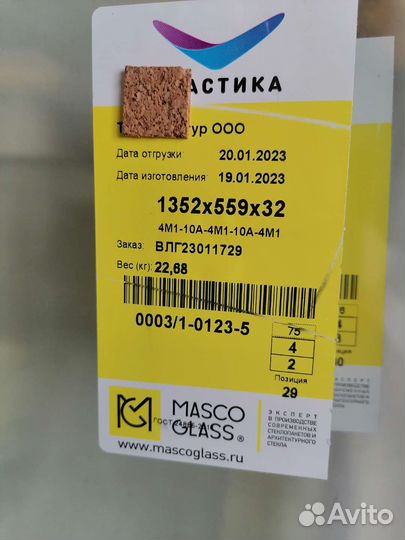 АСТИКА
тур ООО
Дата отгрузки: 20.01.2023
Дата изготовления: 19.01.2023
1352x559x32
4М1-10А-4М1-10А-4М1
Заказ: ВЛГ23011729
Вес (кг): 22,68
0003/1-0123-5
75
4
2
Позиция
29
MASCO
GLASS®
www.mascoglass.ru
ЭКСПЕРТ
В ПРОИЗВОДСТВЕ
СОВРЕМЕННЫХ
СТЕКЛОПАКЕТОВ И
АРХИТЕКТУРНОГО
СТЕКЛА
Avito